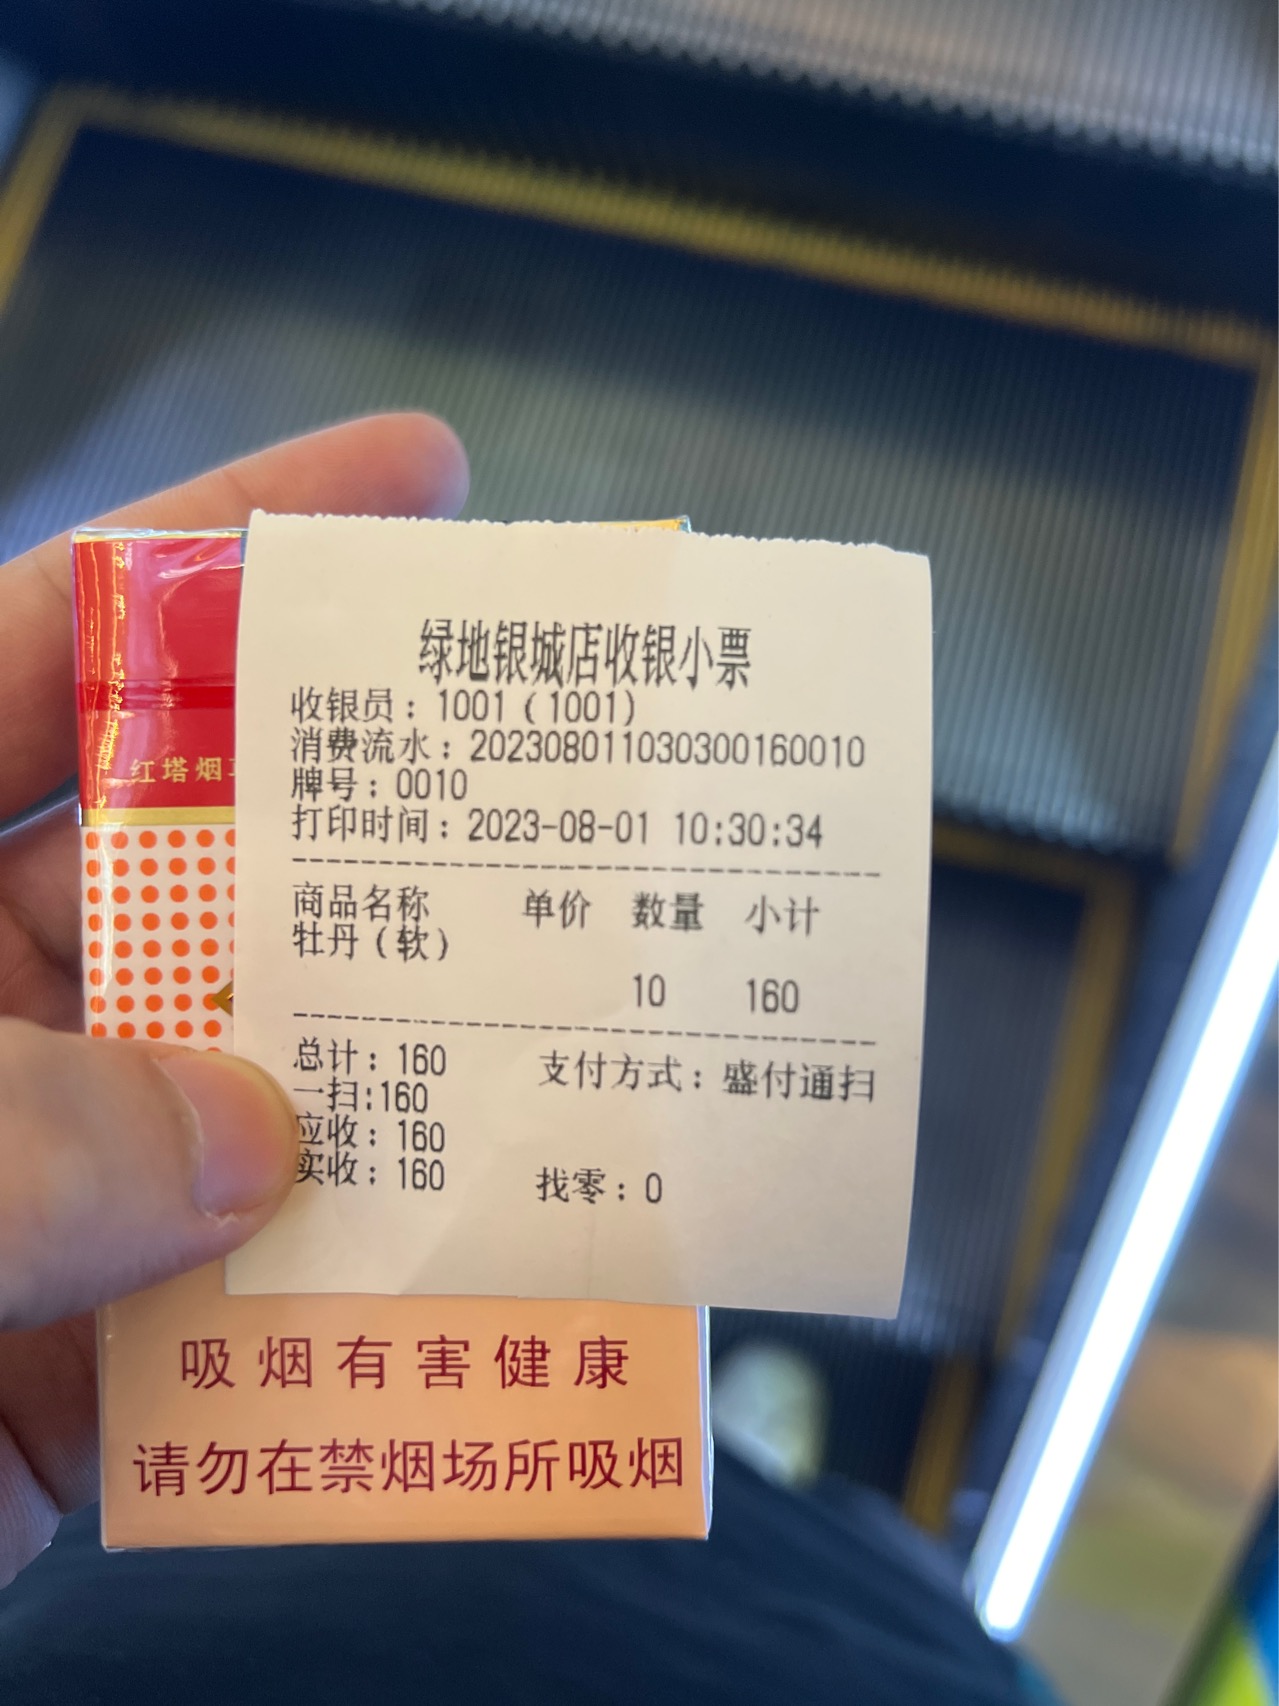 绿地银城店收银小票
收银员：1001（1001）
消费流水：202308011030300160010
牌号：0010
打印时间：2023-08-01 10:30:34
商品名称 单价 数量 小计
牡丹（软）
10 160
总计：160 支付方式：盛付通扫
一扫:160
应收：160
实收：160 找零：0
红塔烟
吸烟有害健康
请勿在禁烟场所吸烟